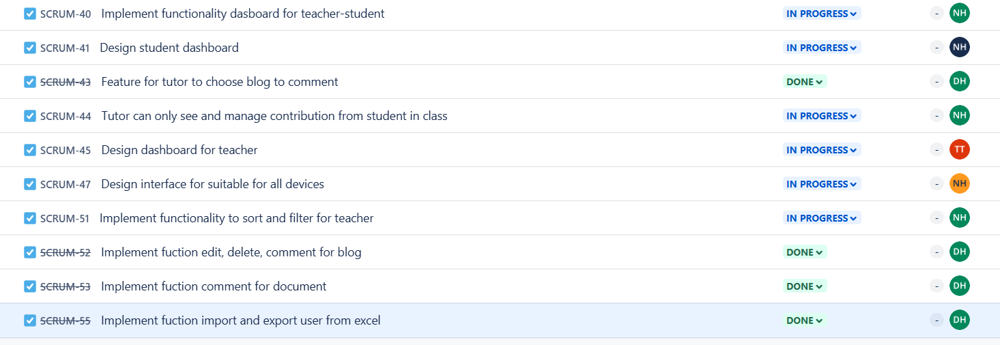 SCRUM-40 Implement functionality dasboard for teacher-student IN PROGRESS - NH
SCRUM-41 Design student dashboard IN PROGRESS - NH
SCRUM-43 Feature for tutor to choose blog to comment DONE - DH
SCRUM-44 Tutor can only see and manage contribution from student in class IN PROGRESS - NH
SCRUM-45 Design dashboard for teacher IN PROGRESS - TT
SCRUM-47 Design interface for suitable for all devices IN PROGRESS - NH
SCRUM-51 Implement functionality to sort and filter for teacher IN PROGRESS - NH
SCRUM-52 Implement fuction edit, delete, comment for blog DONE - DH
SCRUM-53 Implement fuction comment for document DONE - DH
SCRUM-55 Implement fuction import and export user from excel DONE - DH